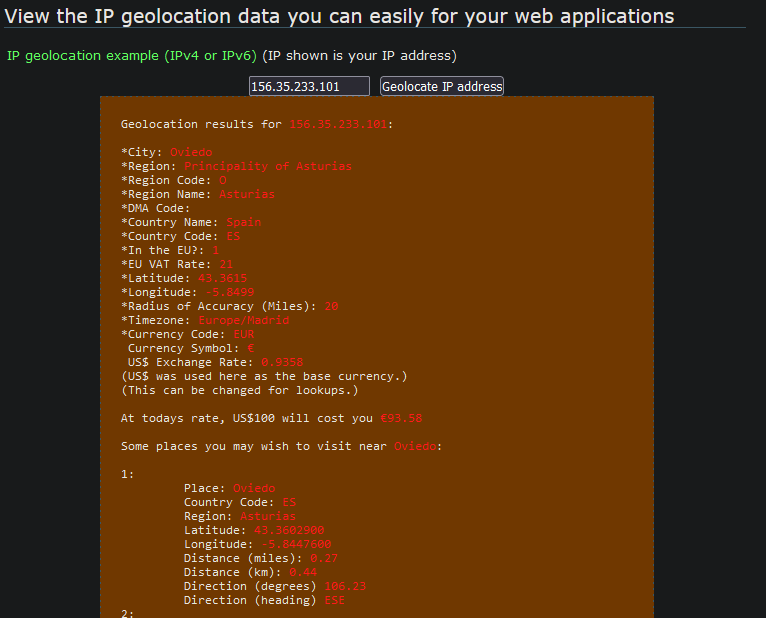 View the IP geolocation data you can easily for your web applications
IP geolocation example (IPv4 or IPv6) (IP shown is your IP address)
156.35.233.101 Geolocate IP address
Geolocation results for 156.35.233.101:
*City: Oviedo
*Region: Principality of Asturias
*Region Code: O
*Region Name: Asturias
*DMA Code:
*Country Name: Spain
*Country Code: ES
*In the EU?: 1
*EU VAT Rate: 21
*Latitude: 43.3615
*Longitude: -5.8499
*Radius of Accuracy (Miles): 20
*Timezone: Europe/Madrid
*Currency Code: EUR
Currency Symbol: €
US$ Exchange Rate: 0.9358
(US$ was used here as the base currency.)
(This can be changed for lookups.)
At todays rate, US$100 will cost you €93.58
Some places you may wish to visit near Oviedo:
1:
Place: Oviedo
Country Code: ES
Region: Asturias
Latitude: 43.3602900
Longitude: -5.8447600
Distance (miles): 0.27
Distance (km): 0.44
Direction (degrees) 106.23
Direction (heading) ESE
2: